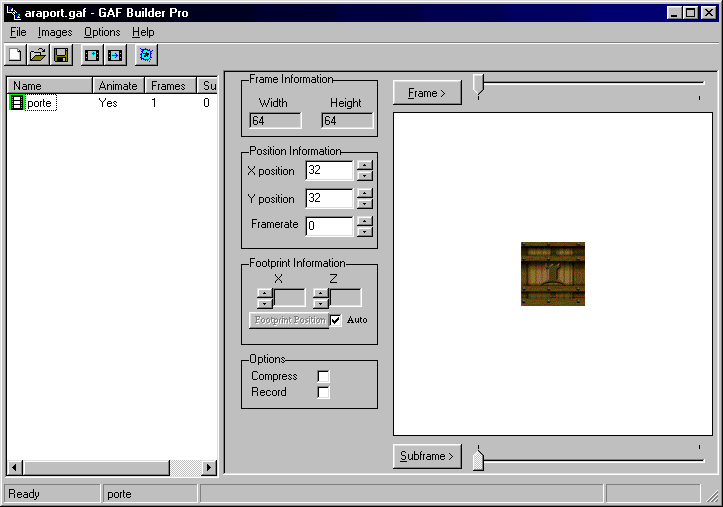 araport.gaf - GAF Builder Pro
File Images Options Help
Name Animate Frames Su
porte Yes 1 0
Frame Information
Width Height
64 64
Position Information
X position 32
Y position 32
Framerate 0
Footprint Information
X Z
Footprint Position Auto
Options
Compress
Record
Frame >
Subframe >
Ready porte